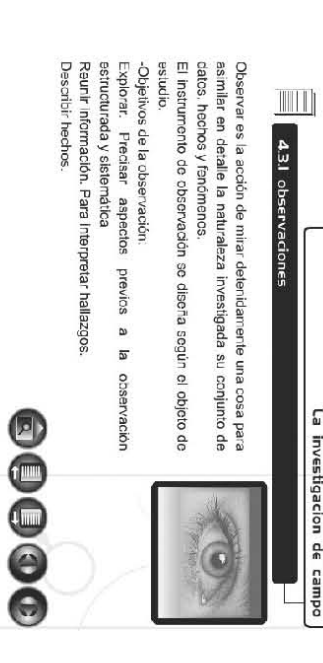 La investigacion de campo
4.3.1 observaciones
Observar es la acción de mirar detenidamente una cosa para
asimilar en detalle la naturaleza investigada su conjunto de
datos, hechos y fenómenos.
El instrumento de observación se diseña según el objeto de
estudio.
-Objetivos de la observación:
Explorar. Precisar aspectos previos a la observación
estructurada y sistemática
Reunir información. Para interpretar hallazgos.
Describir hechos.